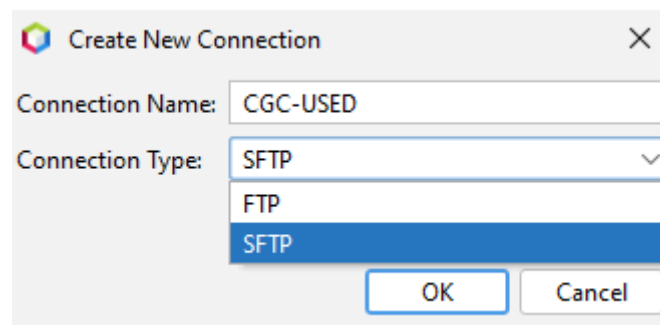 Create New Connection
Connection Name: CGC-USED
Connection Type: SFTP
FTP
SFTP
OK Cancel